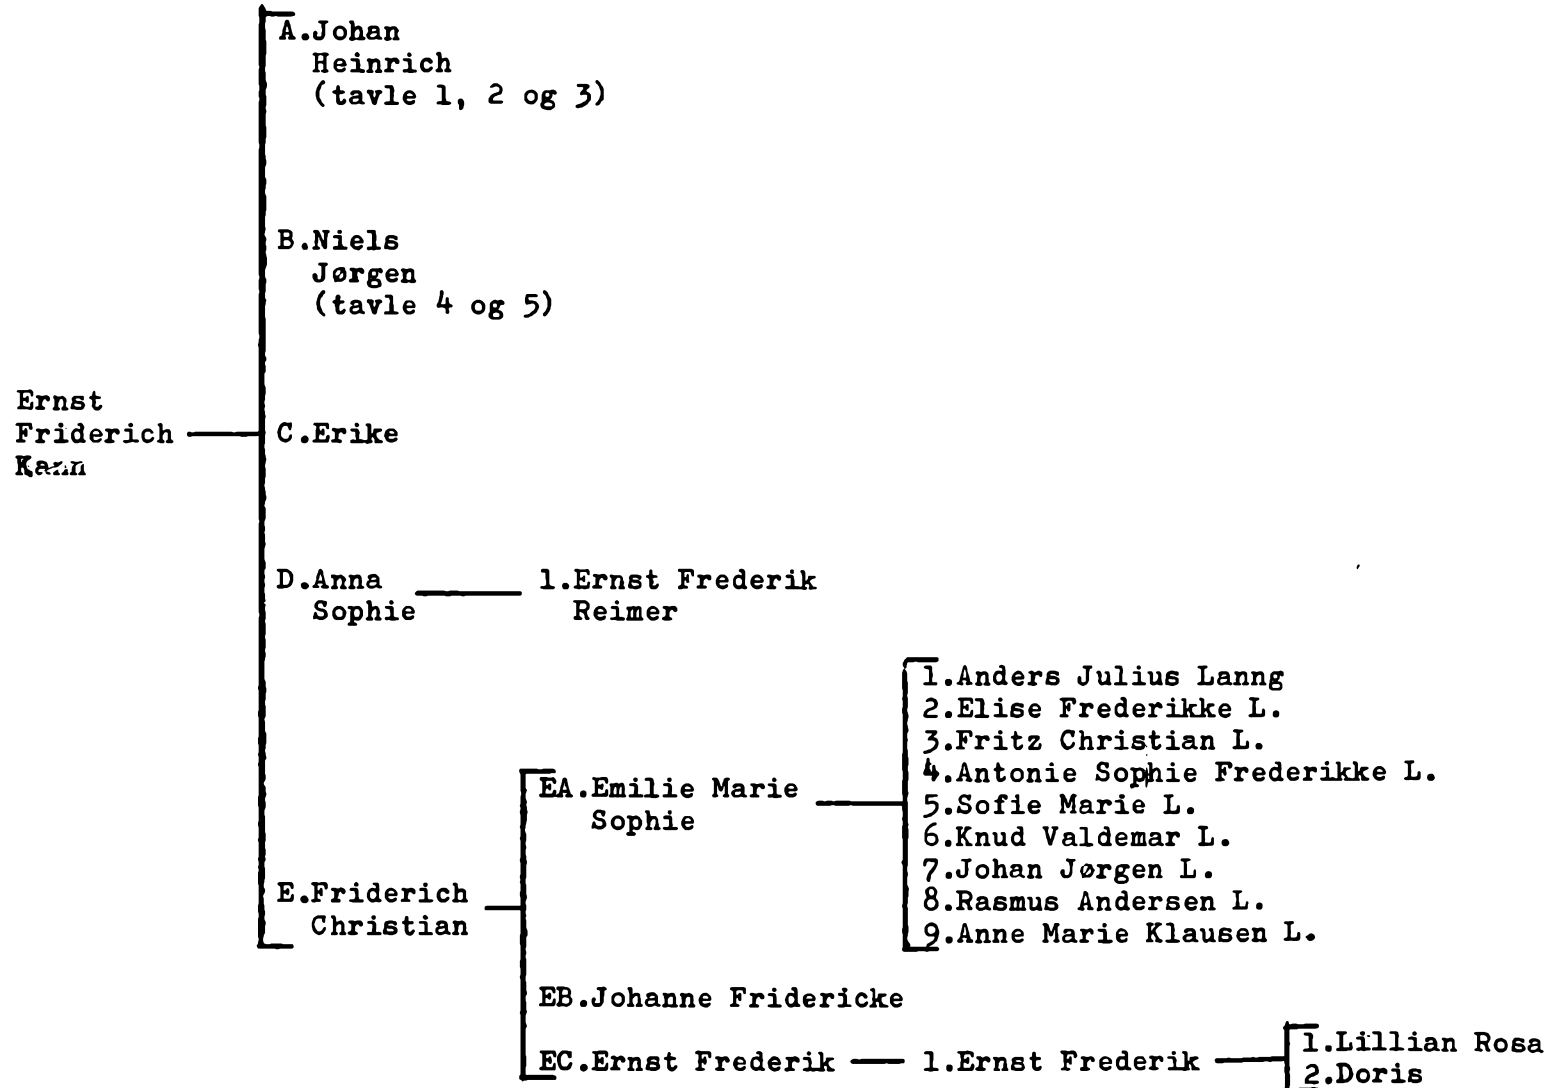 A.Johan
Heinrich
(tavle 1, 2 og 3)
B.Niels
Jørgen
(tavle 4 og 5)
Ernst
Friderich
Kann
C.Erike
D.Anna
Sophie
1.Ernst Frederik
Reimer
E.Friderich
Christian
EA.Emilie Marie
Sophie
1.Anders Julius Lanng
2.Elise Frederikke L.
3.Fritz Christian L.
4.Antonie Sophie Frederikke L.
5.Sofie Marie L.
6.Knud Valdemar L.
7.Johan Jørgen L.
8.Rasmus Andersen L.
9.Anne Marie Klausen L.
EB.Johanne Fridericke
EC.Ernst Frederik
1.Ernst Frederik
1.Lillian Rosa
2.Doris